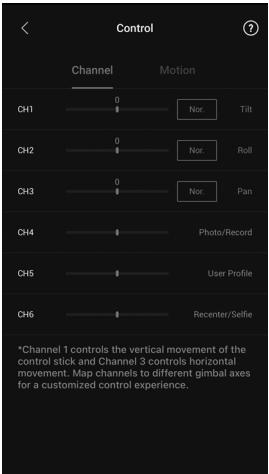 Control ?
Channel Motion
0
CH1 Nor. Tilt
0
CH2 Nor. Roll
0
CH3 Nor. Pan
CH4 Photo/Record
CH5 User Profile
CH6 Recenter/Selfie
*Channel 1 controls the vertical movement of the
control stick and Channel 3 controls horizontal
movement. Map channels to different gimbal axes
for a customized control experience.